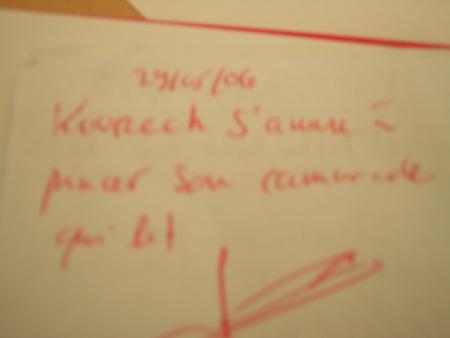 29/05/06
Kourech s'amuse à
pincer son camarade
qui lit